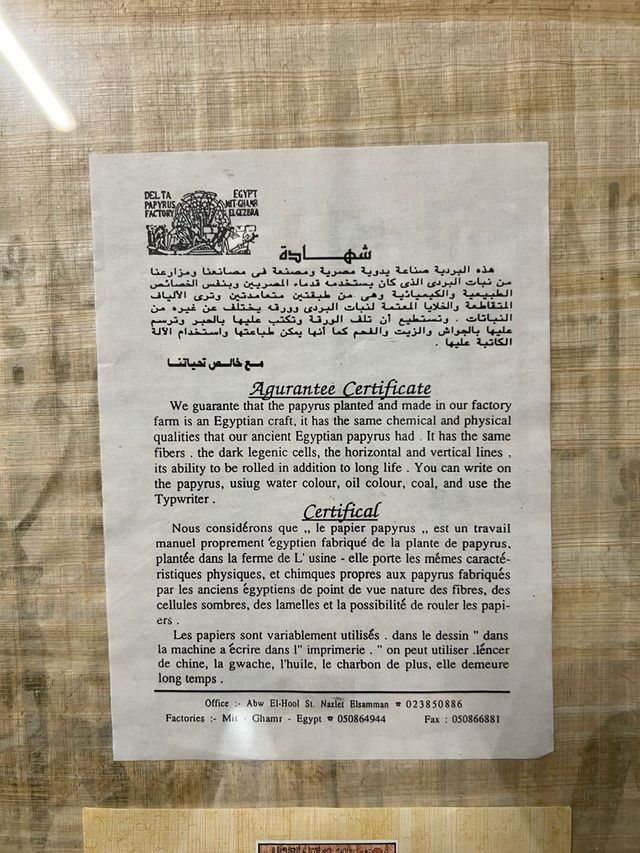 DELTA PAPYRUS FACTORY
EGYPT MIT-GHAMR ELGEZERA
شهادة
هذه البردية صناعة يدوية مصرية ومصنعة فى مصانعنا ومزارعنا
من نبات البردى الذى كان يستخدمه قدماء المصريين وبنفس الخصائص
الطبيعية والكيميائية وهى من طبقتين متعامدتين وترى الألياف
المتقاطعة والخلايا المعتمة لنبات البردى وورقه يختلف عن غيره من
النباتات . وتستطيع أن تلف الورقة وتكتب عليها بالحبر وترسم
عليها بالجواش والزيت والفحم كما أنها يمكن طباعتها واستخدام الآلة
الكاتبة عليها .
مع خالص تحياتنا
Agurantee Certificate
We guarante that the papyrus planted and made in our factory
farm is an Egyptian craft, it has the same chemical and physical
qualities that our ancient Egyptian papyrus had . It has the same
fibers . the dark legenic cells, the horizontal and vertical lines ,
its ability to be rolled in addition to long life . You can write on
the papyrus, usiug water colour, oil colour, coal, and use the
Typwriter .
Certifical
Nous considérons que ,, le papier papyrus ,, est un travail
manuel proprement égyptien fabriqué de la plante de papyrus,
plantée dans la ferme de L' usine - elle porte les mémes caracté-
ristiques physiques, et chimques propres aux papyrus fabriqués
par les anciens égyptiens de point de vue nature des fibres, des
cellules sombres, des lamelles et la possibilité de rouler les papi-
ers .
Les papiers sont variablement utilisés . dans le dessin " dans
la machine a écrire dans l" imprimerie . " on peut utiliser .léncer
de chine, la gwache, l'huile, le charbon de plus, elle demeure
long temps .
Office :- Abw El-Hool St. Nazlet Elsamman ☎ 023850886
Factories :- Mit - Ghamr - Egypt ☎ 050864944 Fax : 050866881